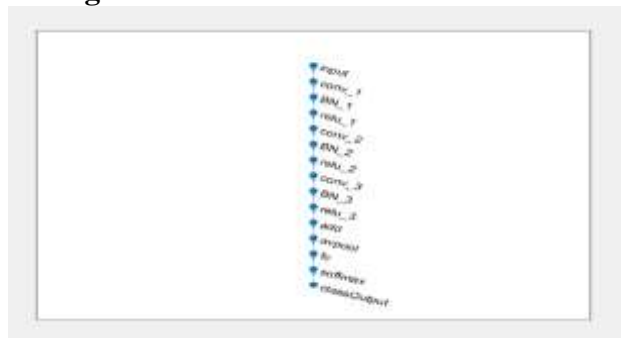 input
conv_1
BN_1
relu_1
conv_2
BN_2
relu_2
conv_3
BN_3
relu_3
add
avpool
fc
softmax
classOutput